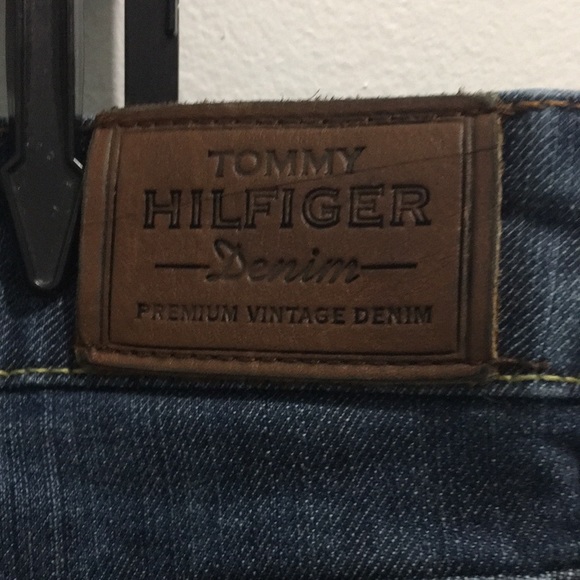 TOMMY
HILFIGER
Denim
PREMIUM VINTAGE DENIM